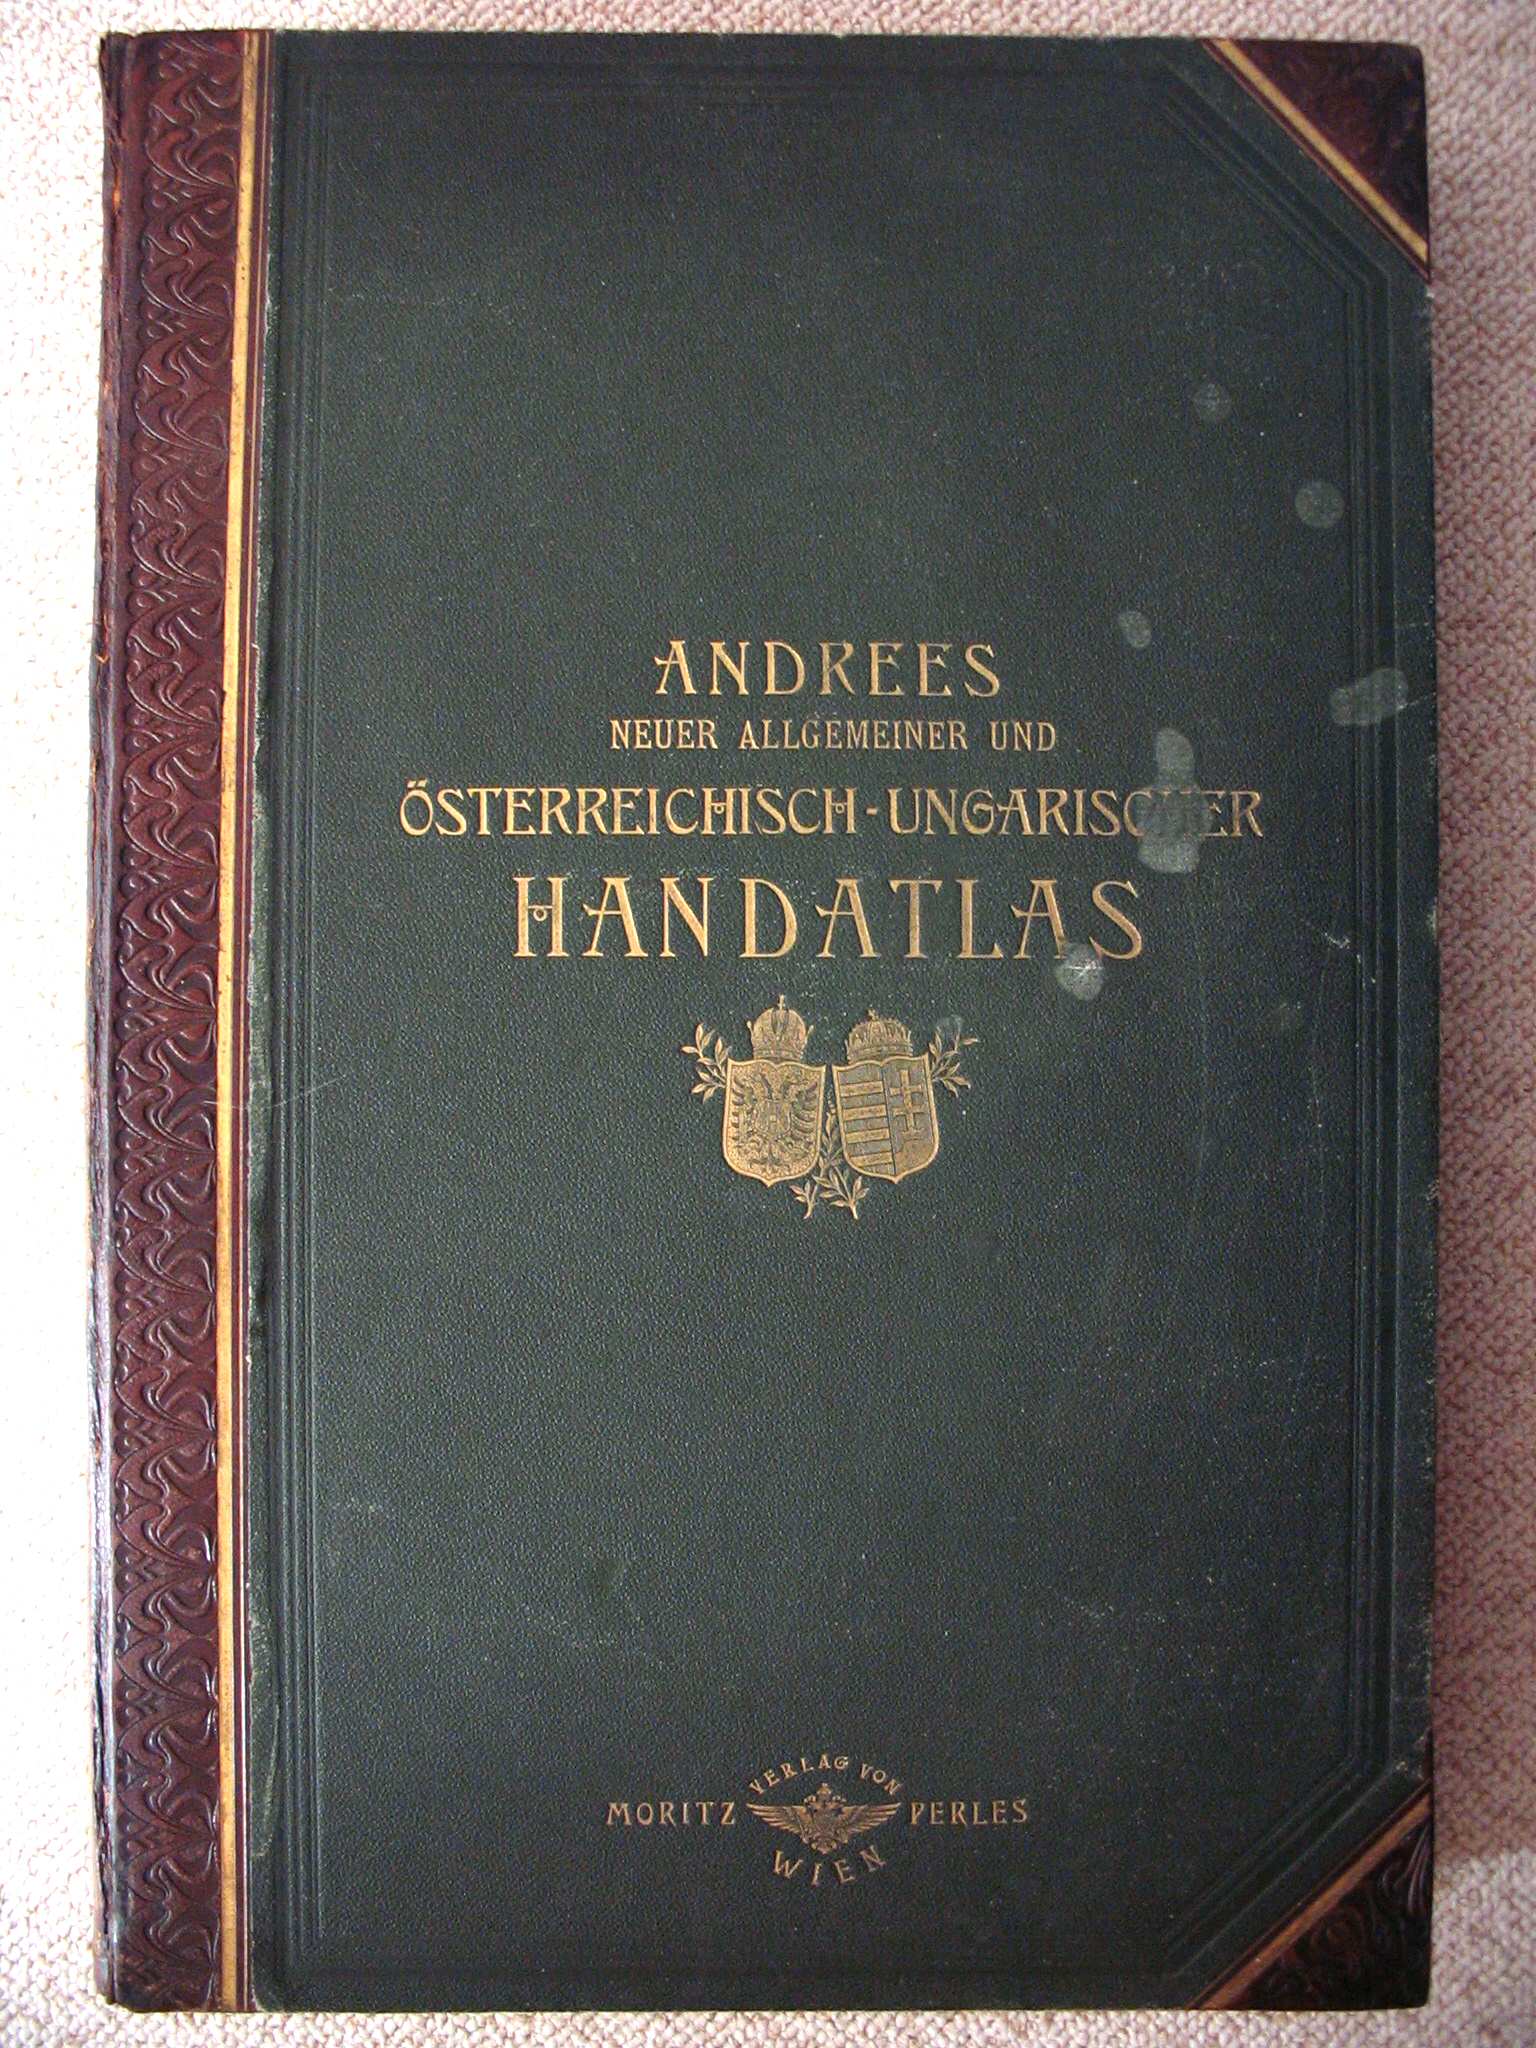 ANDREES
NEUER ALLGEMEINER UND
ÖSTERREICHISCH-UNGARISCHER
HANDATLAS
VERLAG VON
MORITZ PERLES
WIEN